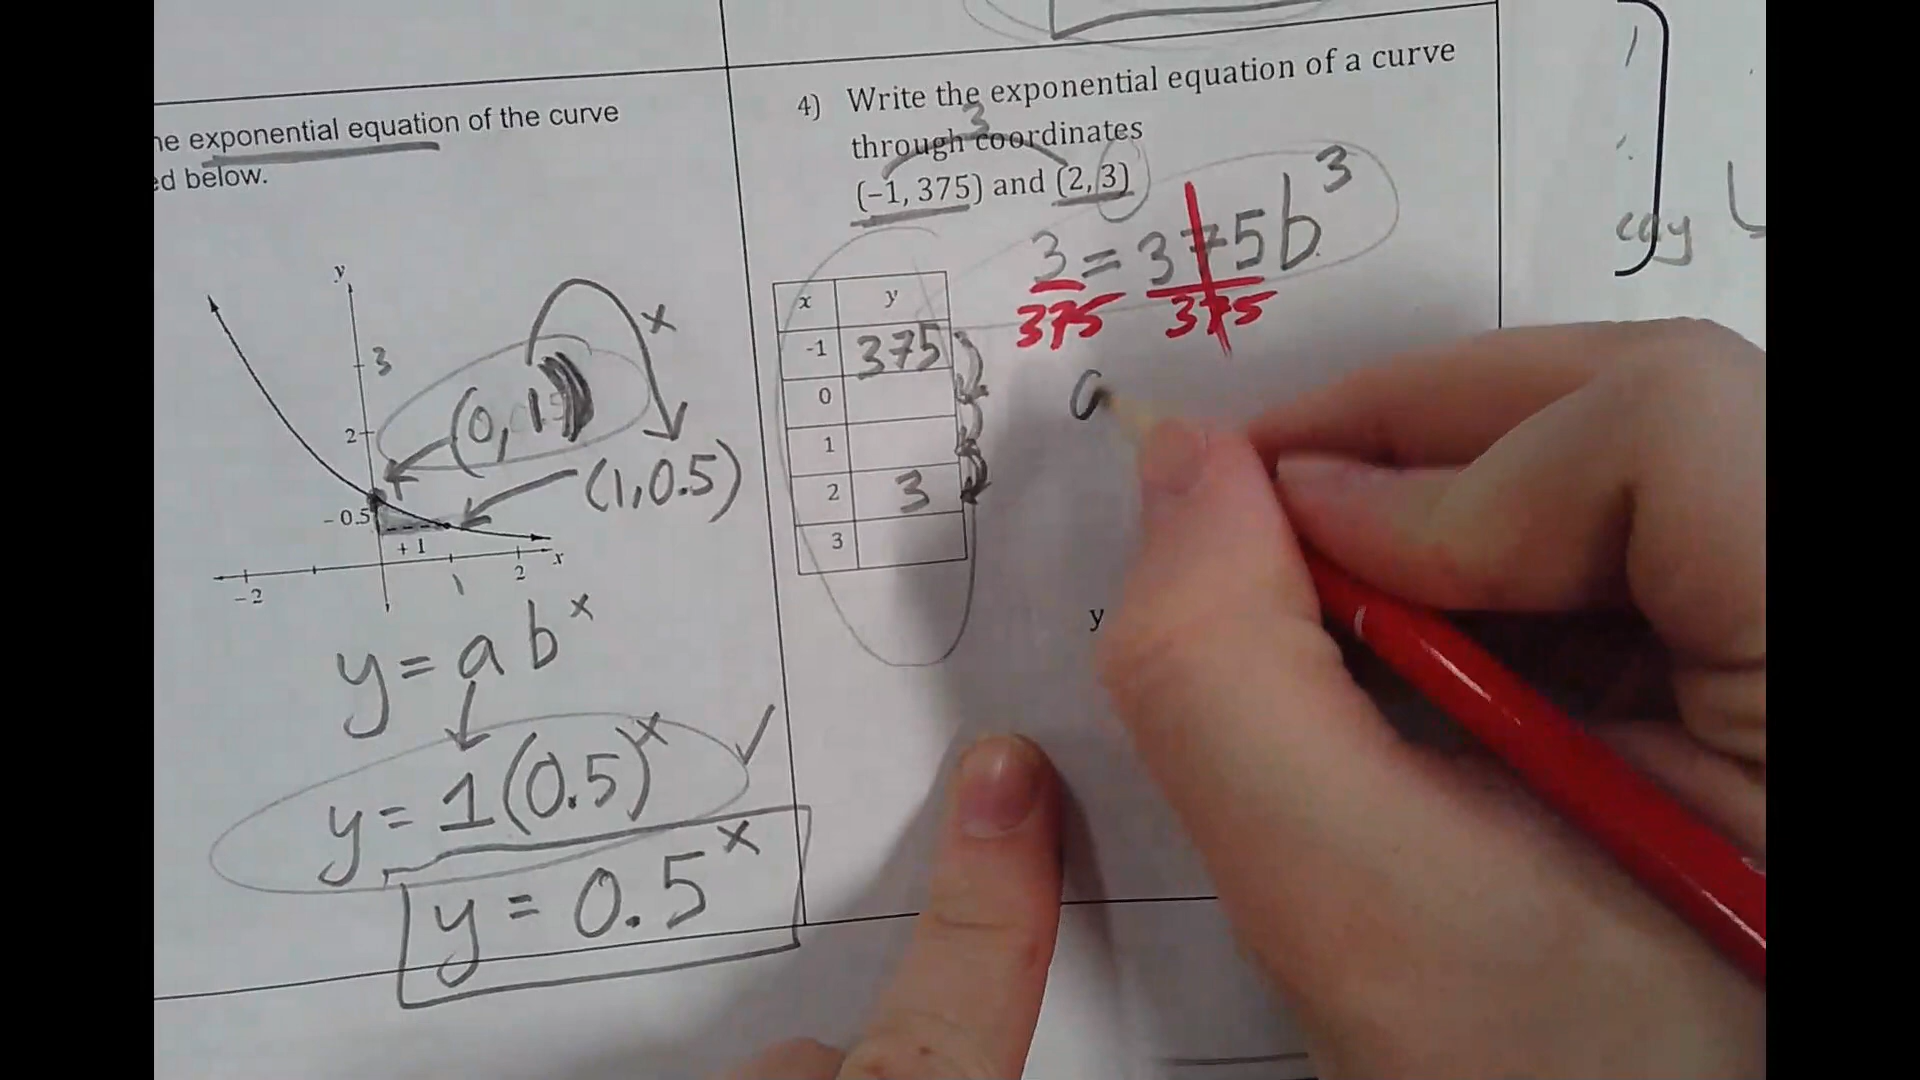 he exponential equation of the curve
ed below.
y
3
2
- 0.5
+ 1
- 2
1
2
x
(0, 1)
x
(1, 0.5)
y = a b^x
y = 1(0.5)^x
y = 0.5^x
4) Write the exponential equation of a curve
through coordinates
3
(–1, 375) and (2, 3)
x y
-1 375
0
1
2 3
3
3 = 375b^3
375 375
y